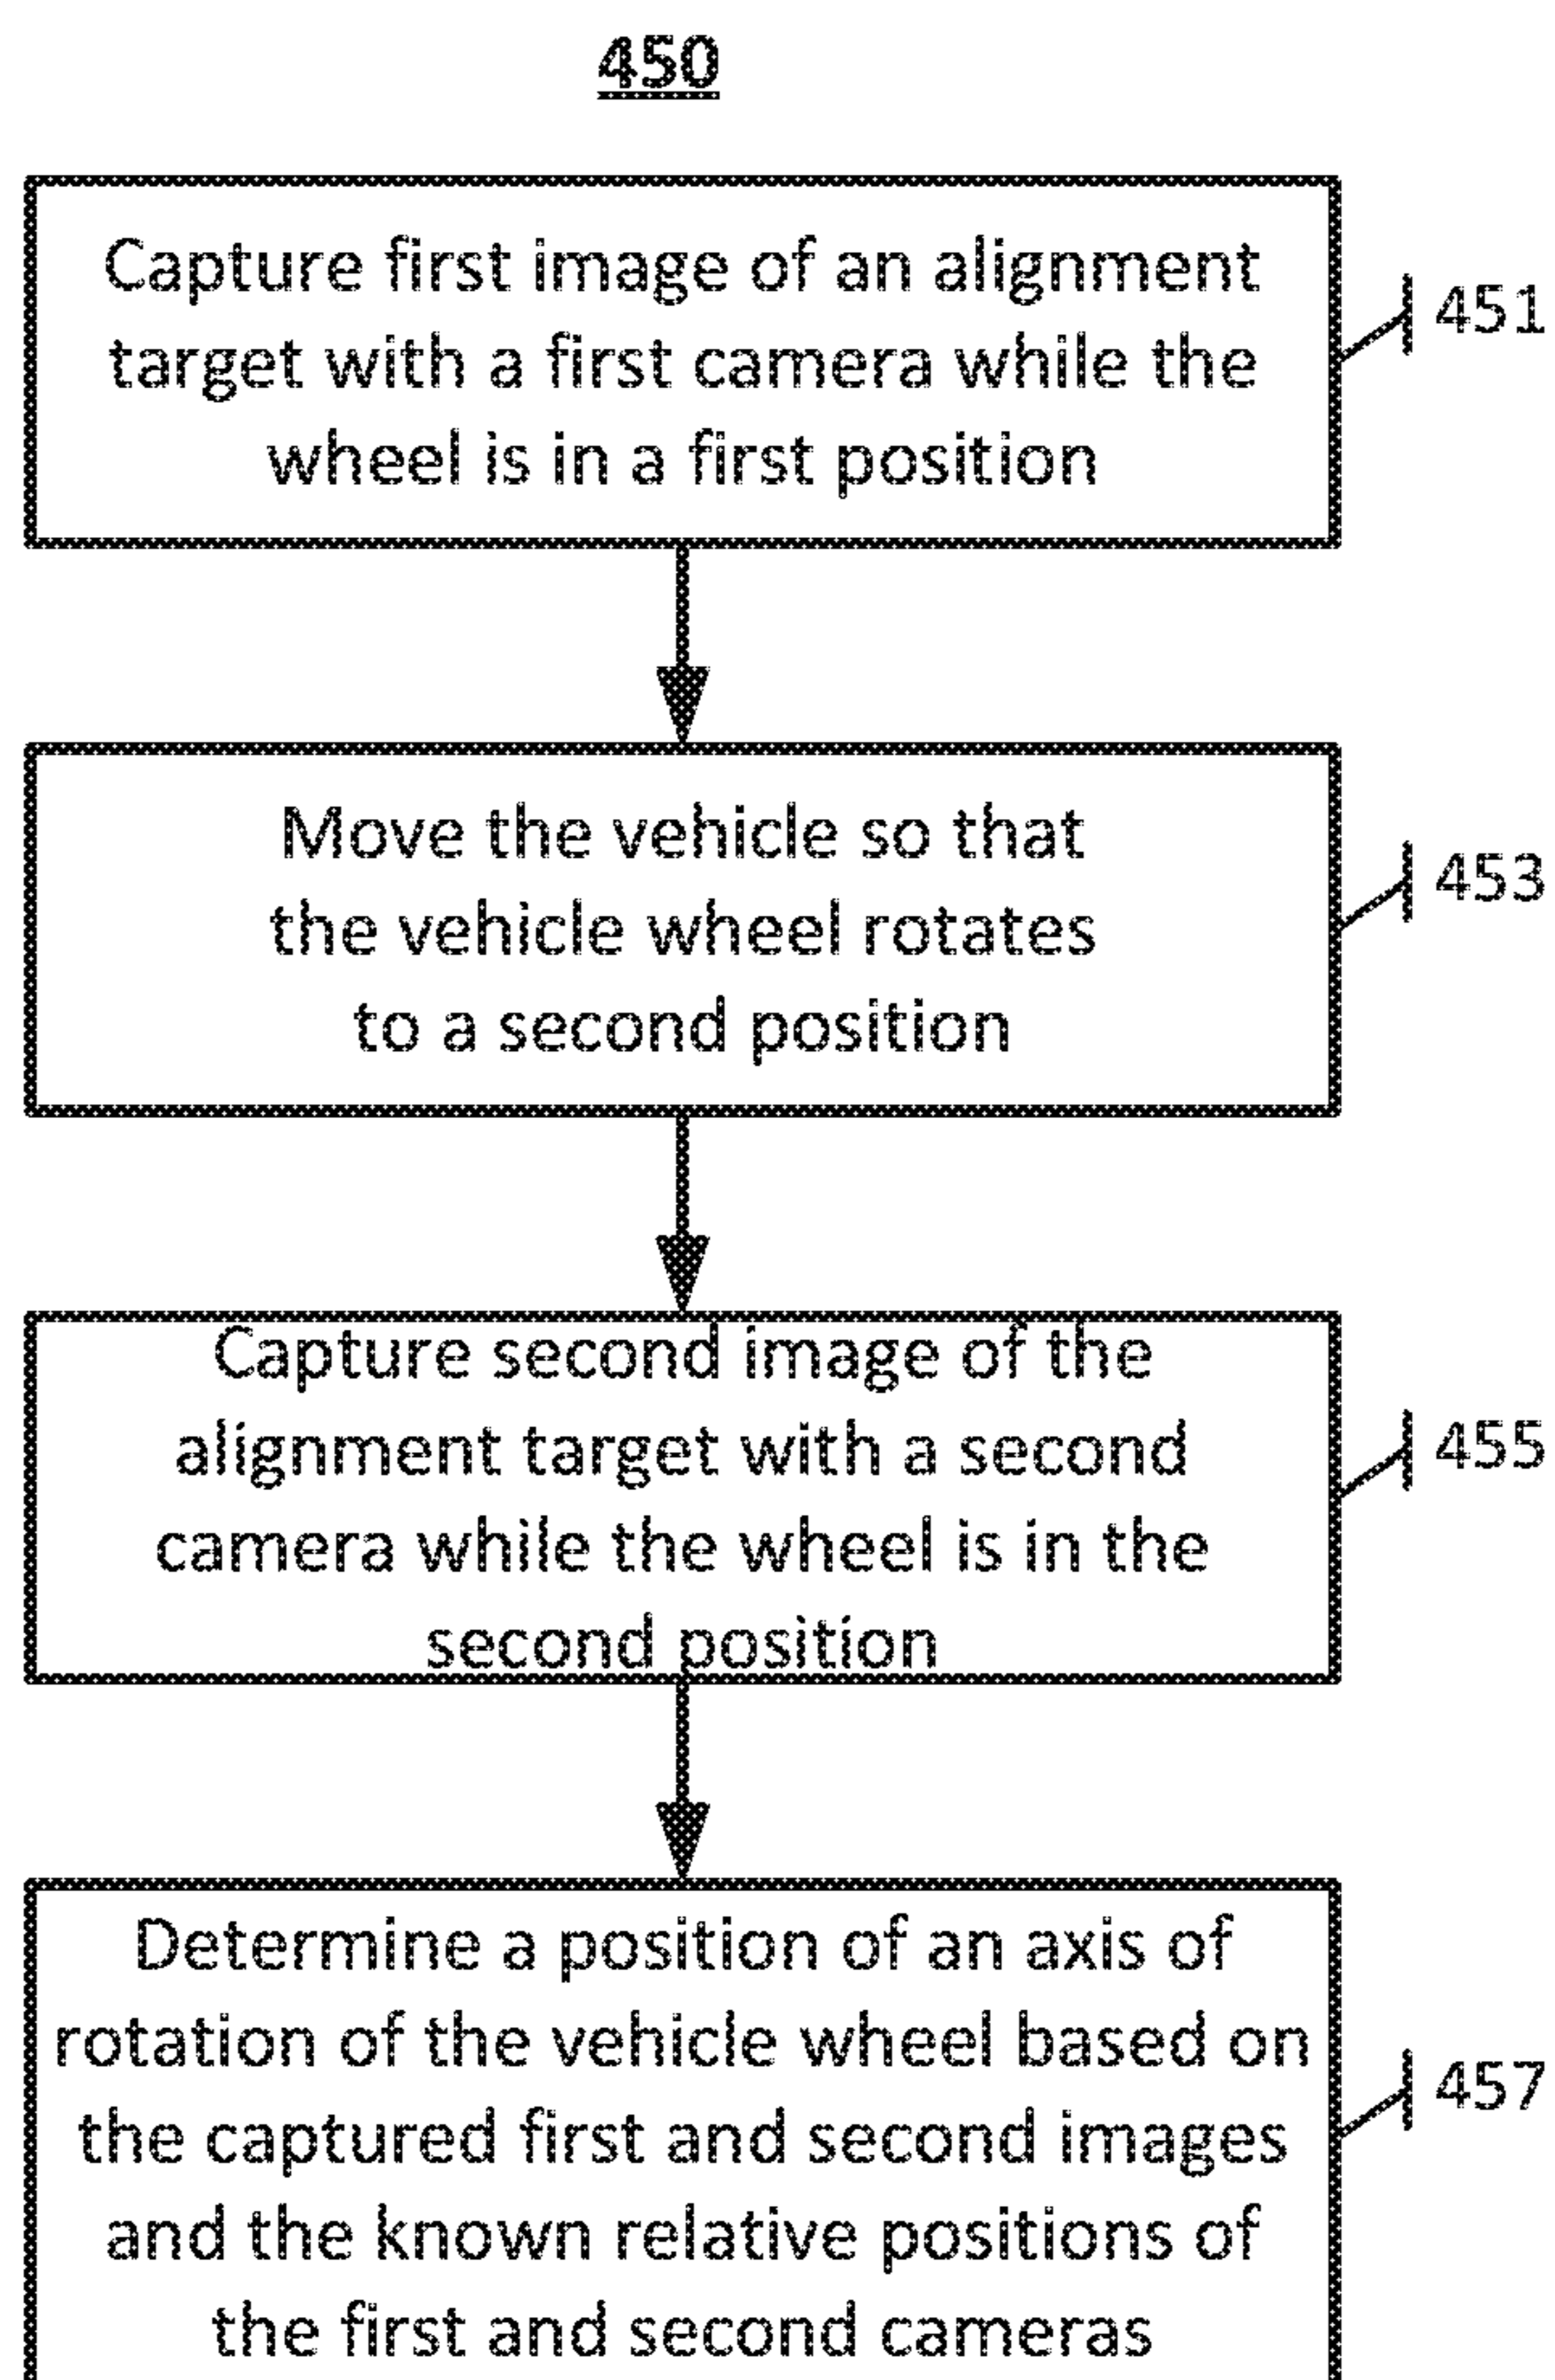 450
Capture first image of an alignment
target with a first camera while the
wheel is in a first position
451
Move the vehicle so that
the vehicle wheel rotates
to a second position
453
Capture second image of the
alignment target with a second
camera while the wheel is in the
second position
455
Determine a position of an axis of
rotation of the vehicle wheel based on
the captured first and second images
and the known relative positions of
the first and second cameras
457